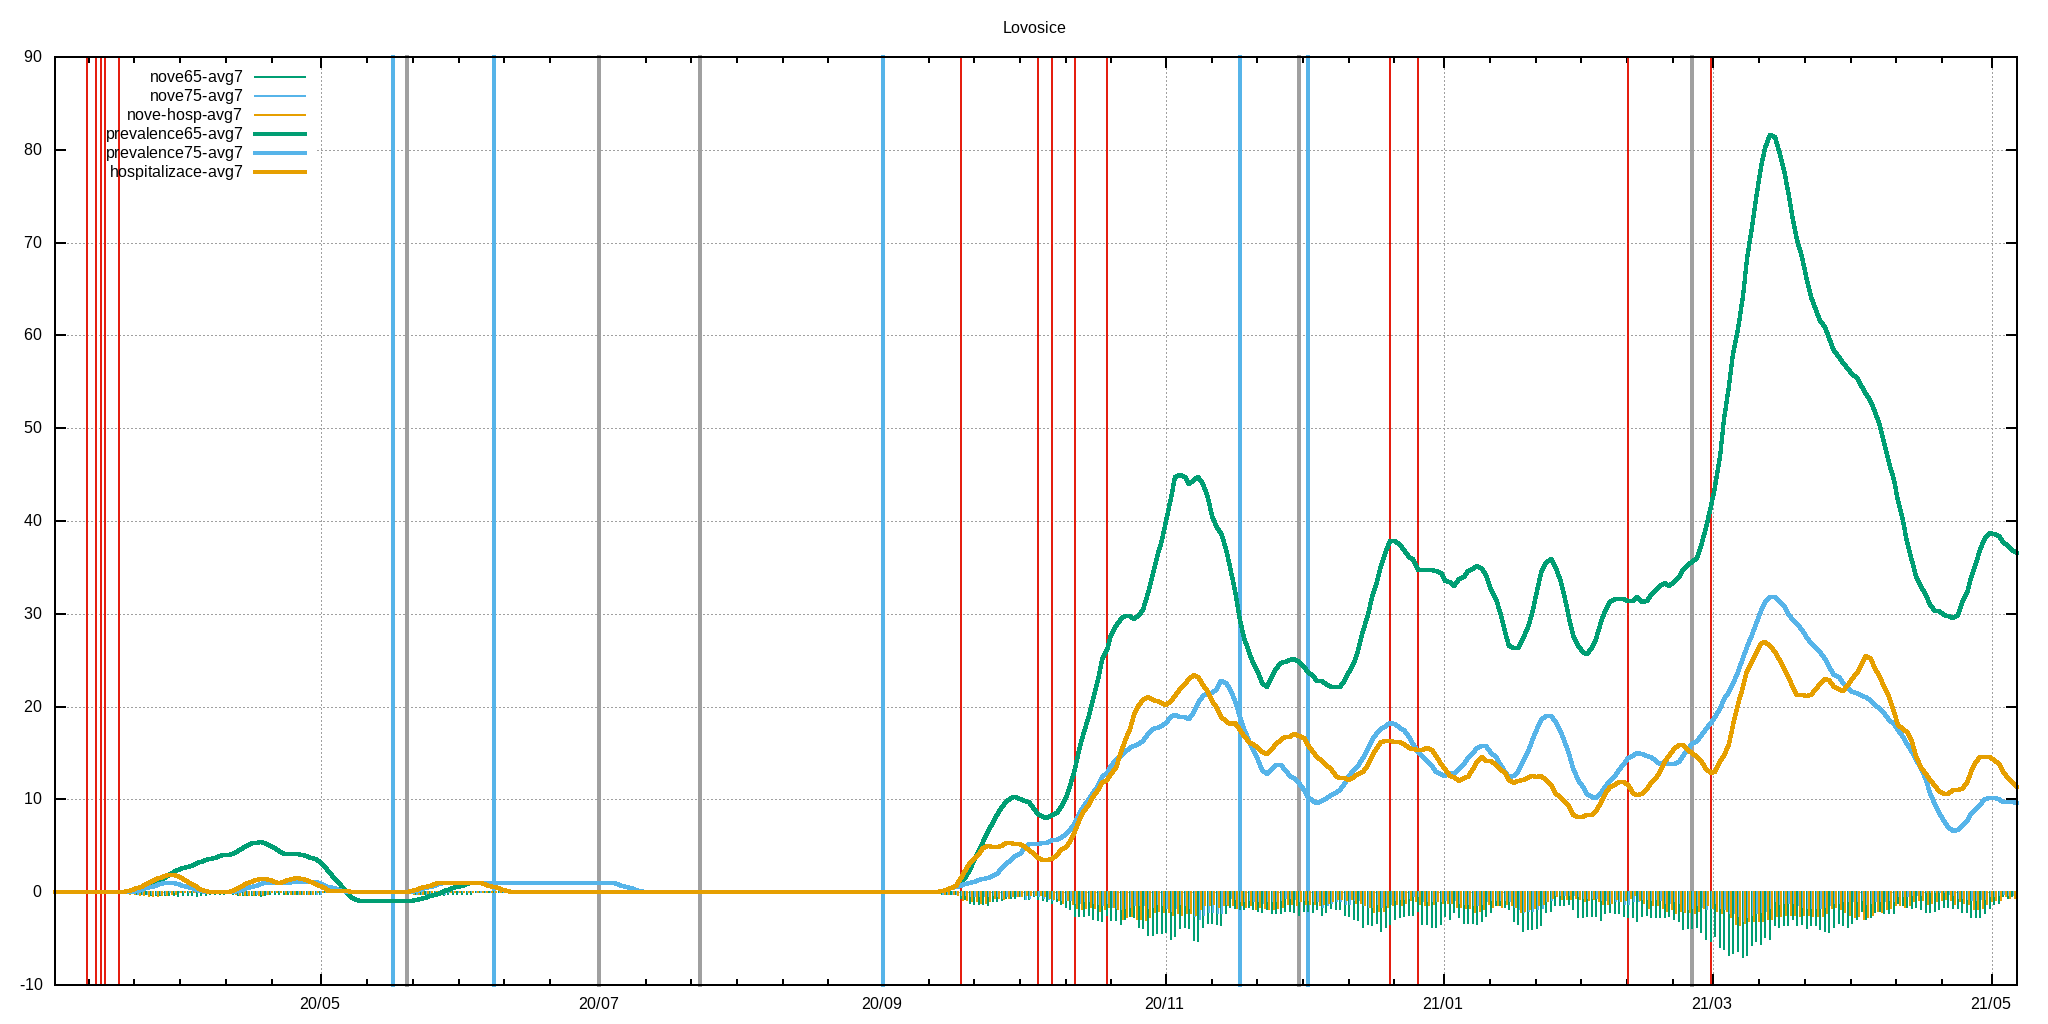 Lovosice
90
80
70
60
50
40
30
20
10
0
-10
nove65-avg7
nove75-avg7
nove-hosp-avg7
prevalence65-avg7
prevalence75-avg7
hospitalizace-avg7
20/05 20/07 20/09 20/11 21/01 21/03 21/05